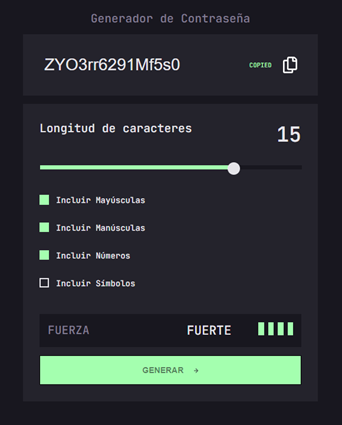 Generador de Contraseña
ZYO3rr6291Mf5s0
COPIED
Longitud de caracteres
15
Incluir Mayúsculas
Incluir Manúsculas
Incluir Números
Incluir Símbolos
FUERZA
FUERTE
GENERAR →